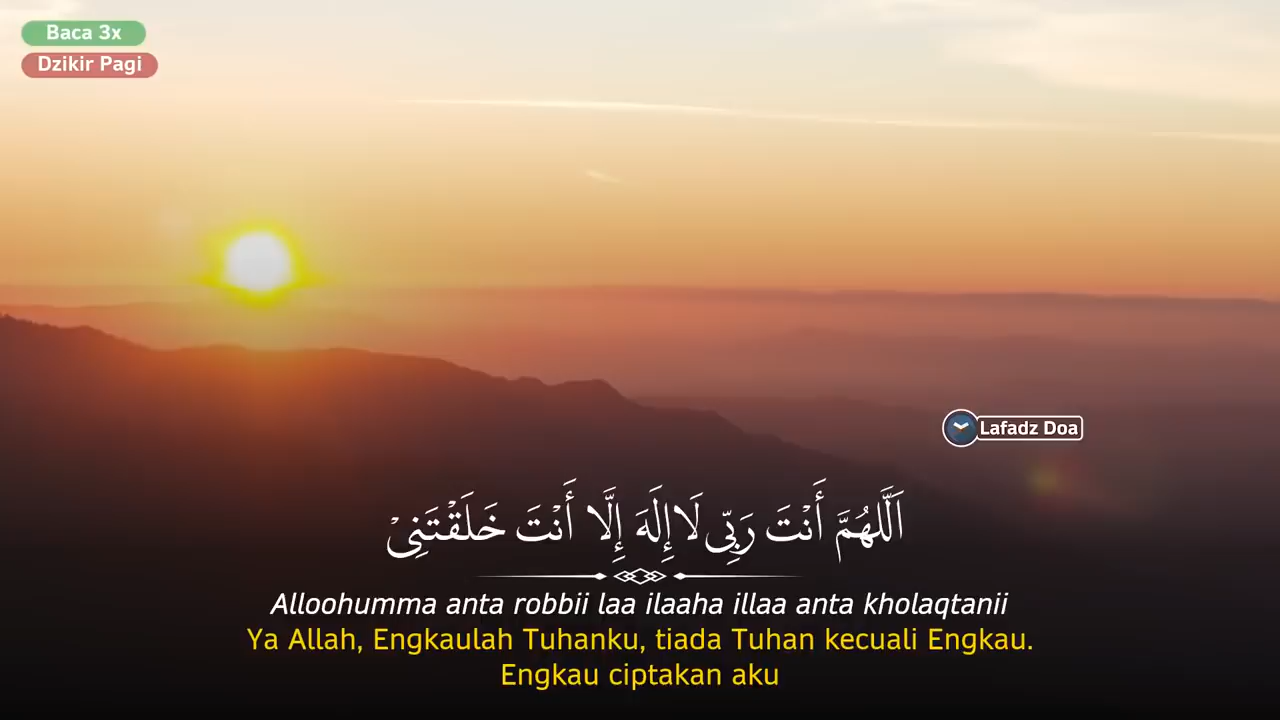 Baca 3x
Dzikir Pagi
Lafadz Doa
اَللَّهُمَّ أَنْتَ رَبِّى لَاإِلَهَ إِلَّا أَنْتَ خَلَقْتَنِىْ
Alloohumma anta robbii laa ilaaha illaa anta kholaqtanii
Ya Allah, Engkaulah Tuhanku, tiada Tuhan kecuali Engkau.
Engkau ciptakan aku